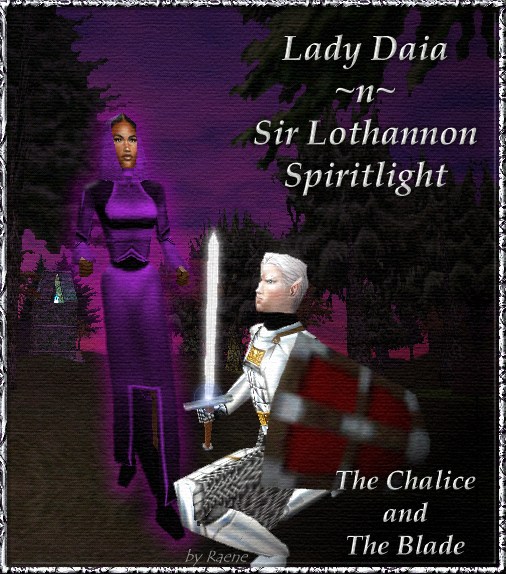 Lady Daia
~n~
Sir Lothannon
Spiritlight
The Chalice
and
The Blade
by Raene